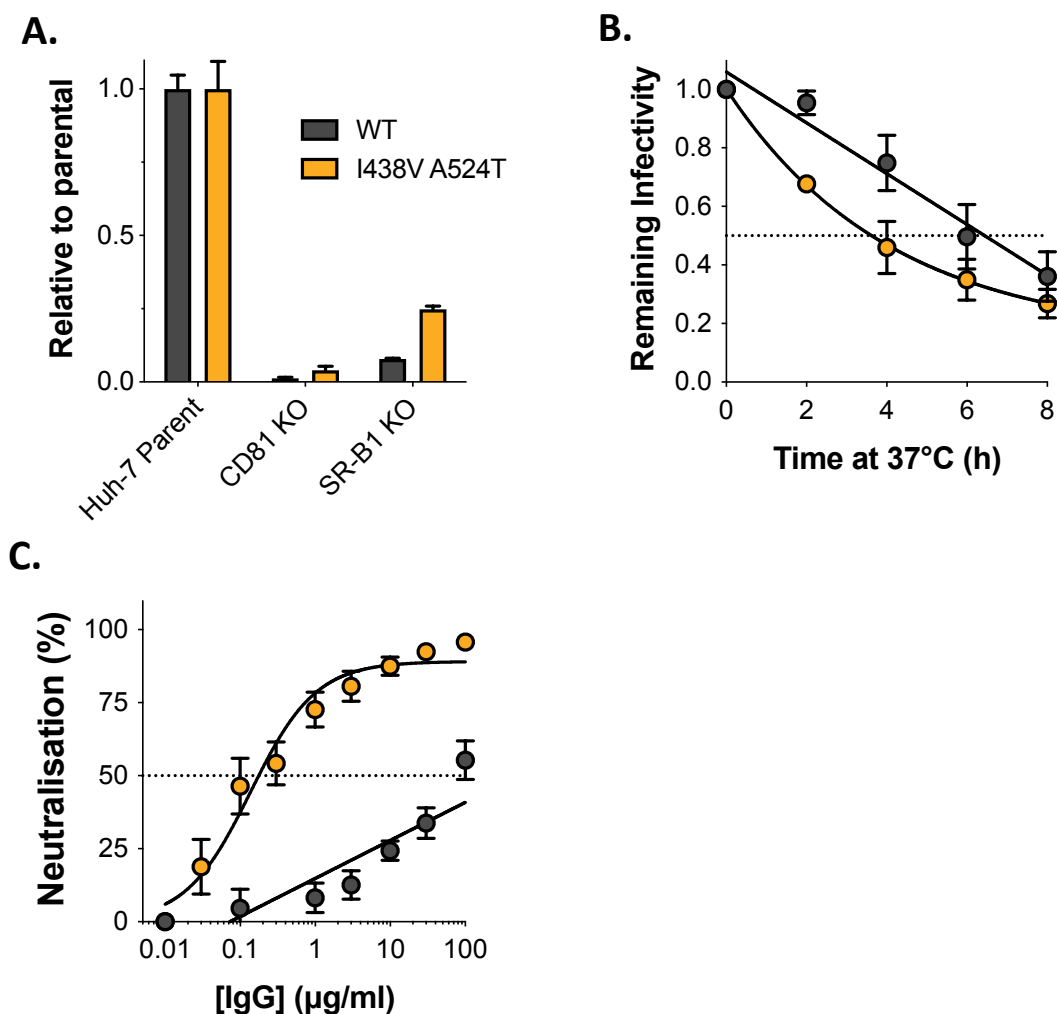 A.
Relative to parental
1.0
0.5
0.0
WT
I438V A524T
Huh-7 Parent
CD81 KO
SR-B1 KO
B.
Remaining Infectivity
1.0
0.8
0.6
0.4
0.2
0.0
0 2 4 6 8
Time at 37°C (h)
C.
Neutralisation (%)
100
75
50
25
0
0.01 0.1 1 10 100
[IgG] (μg/ml)